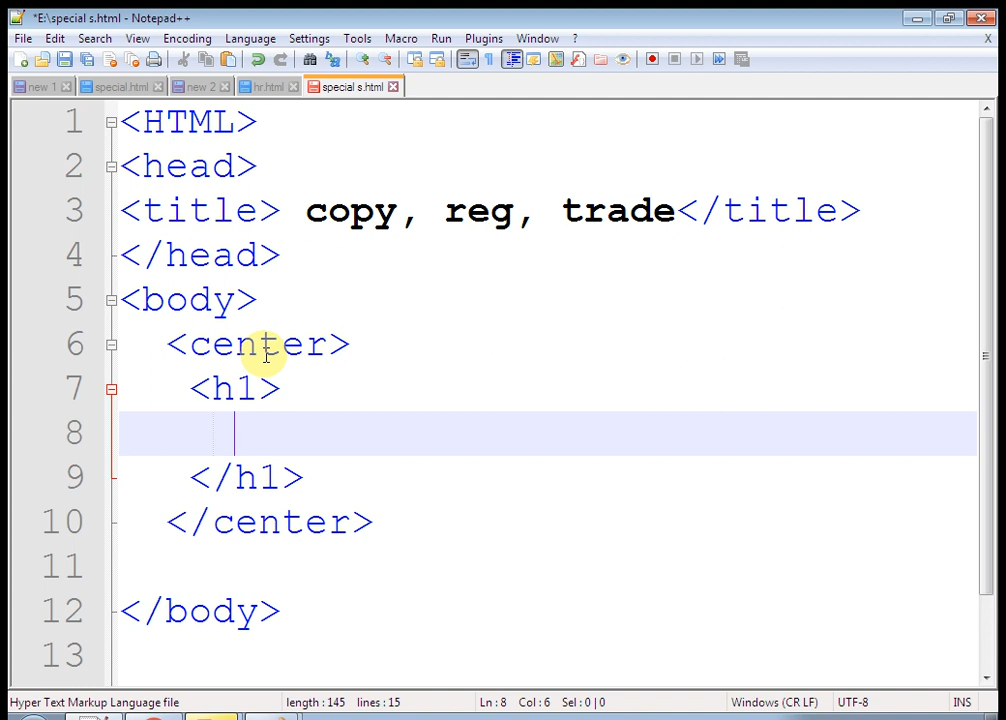 *E:\special s.html - Notepad++
File Edit Search View Encoding Language Settings Tools Macro Run Plugins Window ? X
new 1 special.html new 2 hr.html special s.html
1 <HTML>
2 <head>
3 <title> copy, reg, trade</title>
4 </head>
5 <body>
6 <center>
7 <h1>
8
9 </h1>
10 </center>
11
12 </body>
13
Hyper Text Markup Language file length : 145 lines : 15 Ln : 8 Col : 6 Sel : 0 | 0 Windows (CR LF) UTF-8 INS